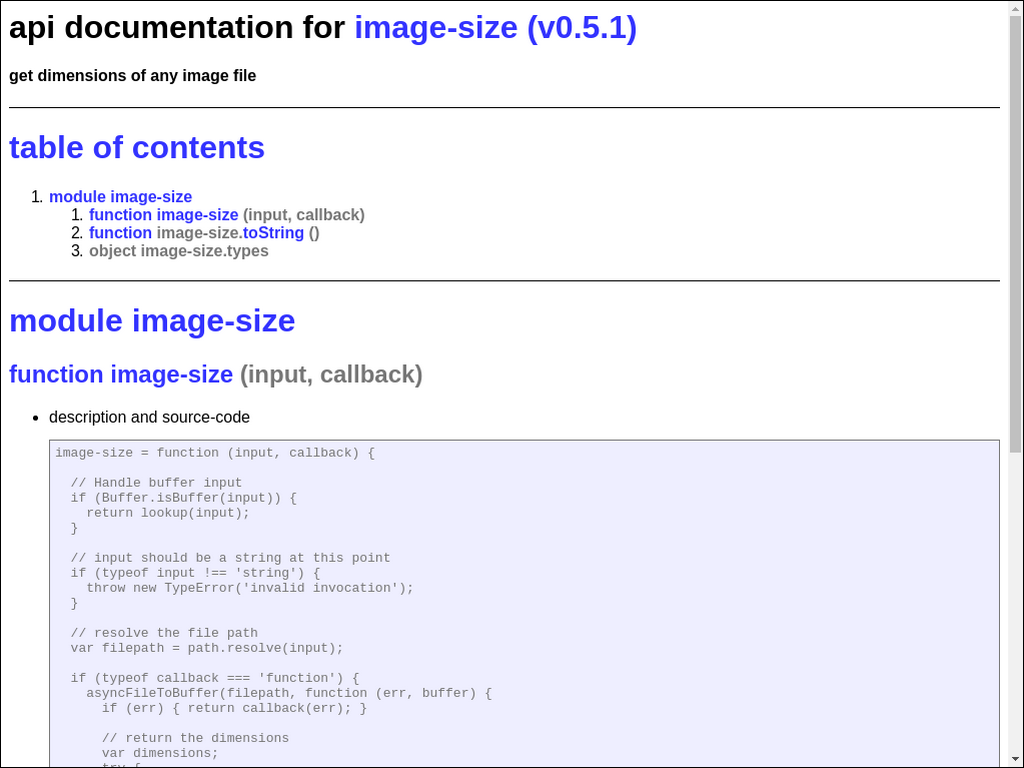 api documentation for image-size (v0.5.1)
get dimensions of any image file
table of contents
1. module image-size
1. function image-size (input, callback)
2. function image-size.toString ()
3. object image-size.types
module image-size
function image-size (input, callback)
• description and source-code
image-size = function (input, callback) {
// Handle buffer input
if (Buffer.isBuffer(input)) {
return lookup(input);
}
// input should be a string at this point
if (typeof input !== 'string') {
throw new TypeError('invalid invocation');
}
// resolve the file path
var filepath = path.resolve(input);
if (typeof callback === 'function') {
asyncFileToBuffer(filepath, function (err, buffer) {
if (err) { return callback(err); }
// return the dimensions
var dimensions;
try {